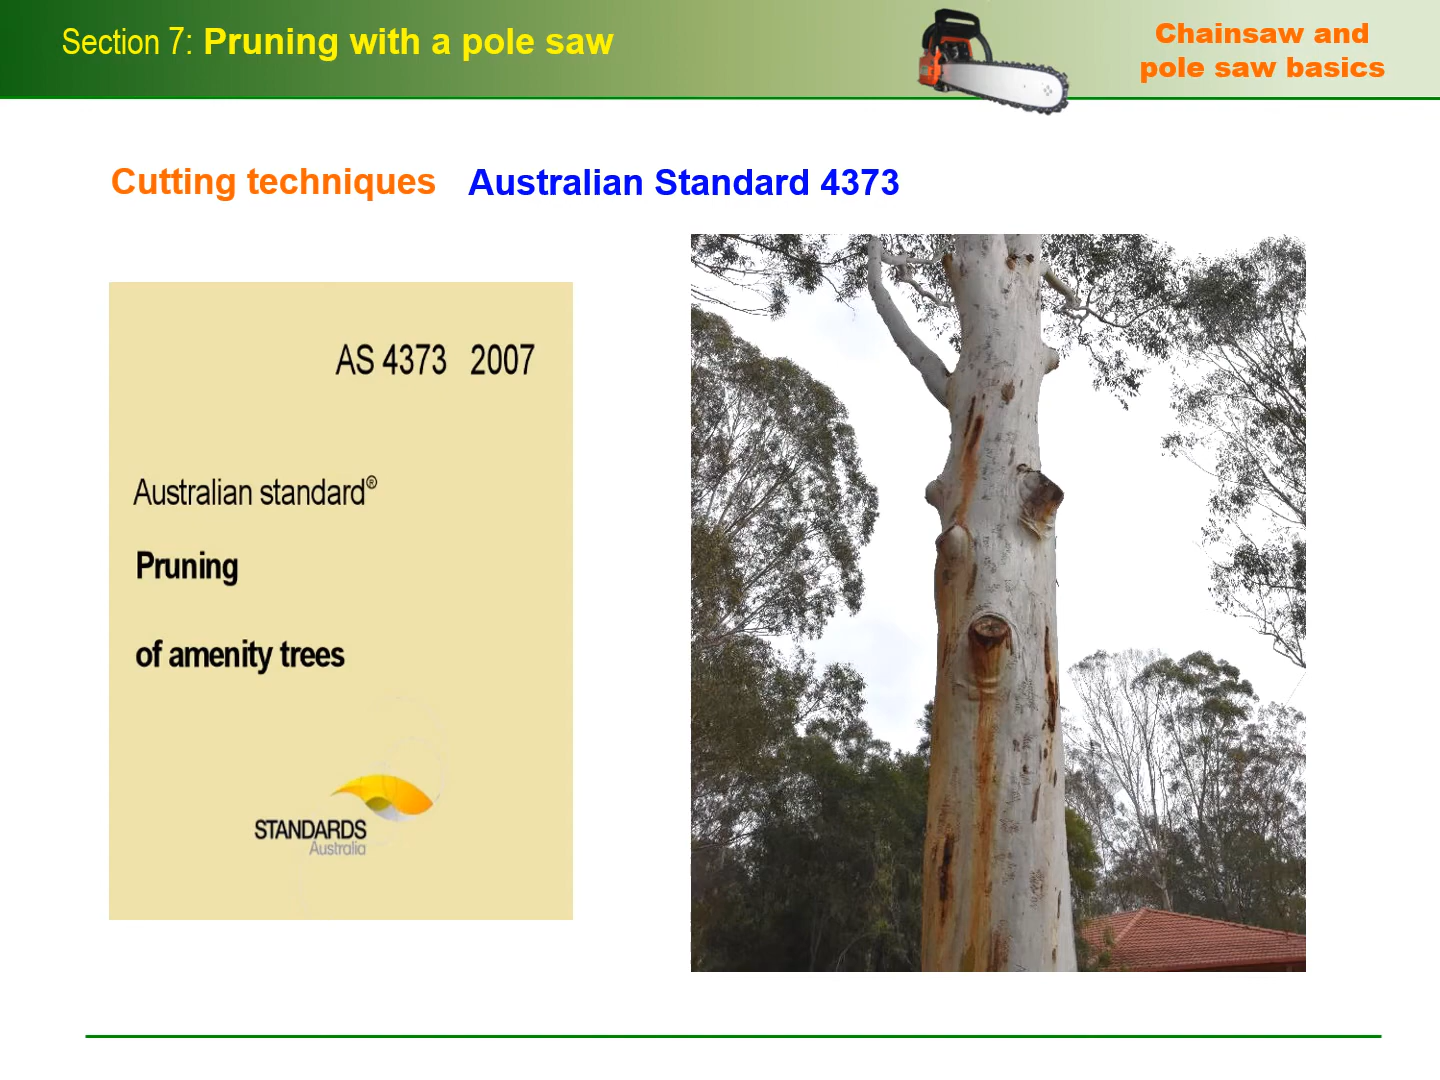 Section 7: Pruning with a pole saw
Chainsaw and
pole saw basics
Cutting techniques Australian Standard 4373
AS 4373 2007
Australian standard®
Pruning
of amenity trees
STANDARDS
Australia